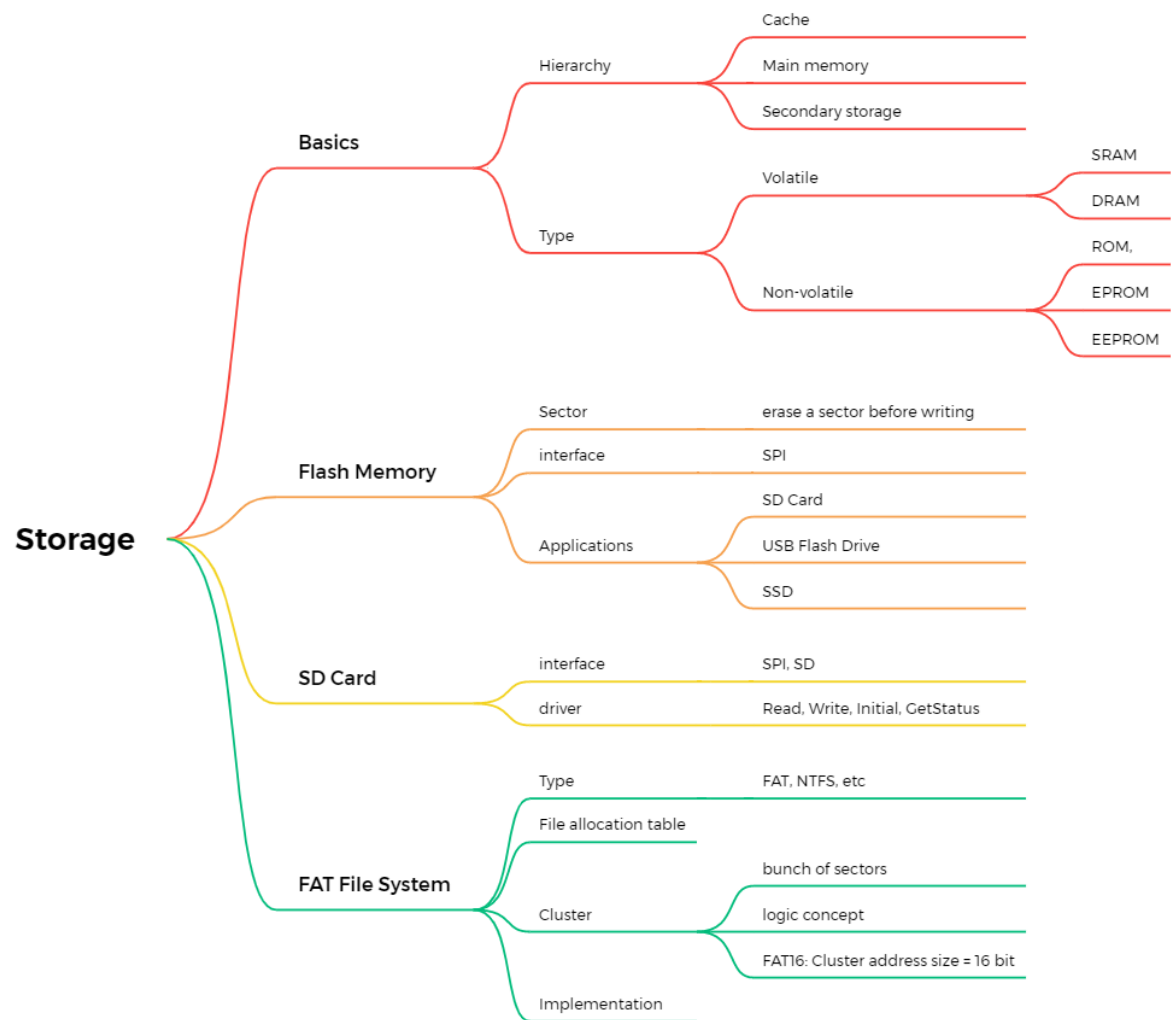 Storage
Basics
Hierarchy
Cache
Main memory
Secondary storage
Type
Volatile
SRAM
DRAM
Non-volatile
ROM,
EPROM
EEPROM
Flash Memory
Sector
erase a sector before writing
interface
SPI
Applications
SD Card
USB Flash Drive
SSD
SD Card
interface
SPI, SD
driver
Read, Write, Initial, GetStatus
FAT File System
Type
FAT, NTFS, etc
File allocation table
Cluster
bunch of sectors
logic concept
FAT16: Cluster address size = 16 bit
Implementation